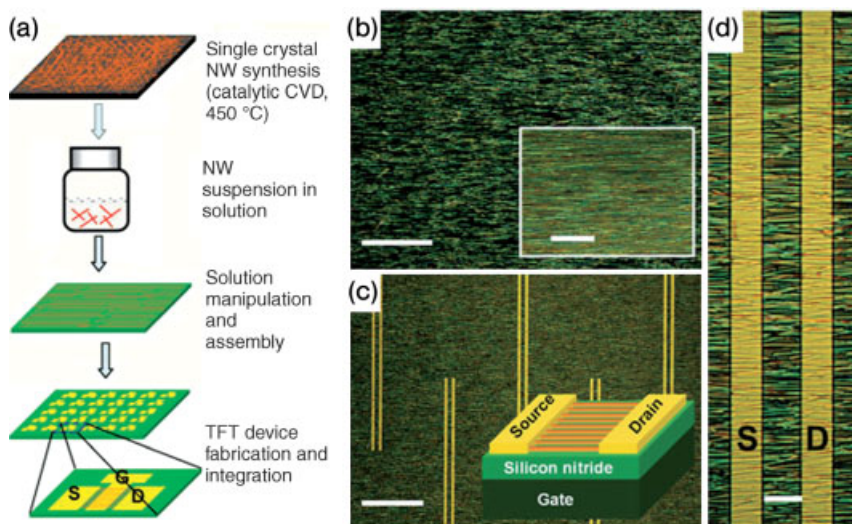 (a)
Single crystal
NW synthesis
(catalytic CVD,
450 °C)
NW
suspension in
solution
Solution
manipulation
and
assembly
TFT device
fabrication and
integration
S
G
D
(b)
(c)
Source
Drain
Silicon nitride
Gate
(d)
S
D